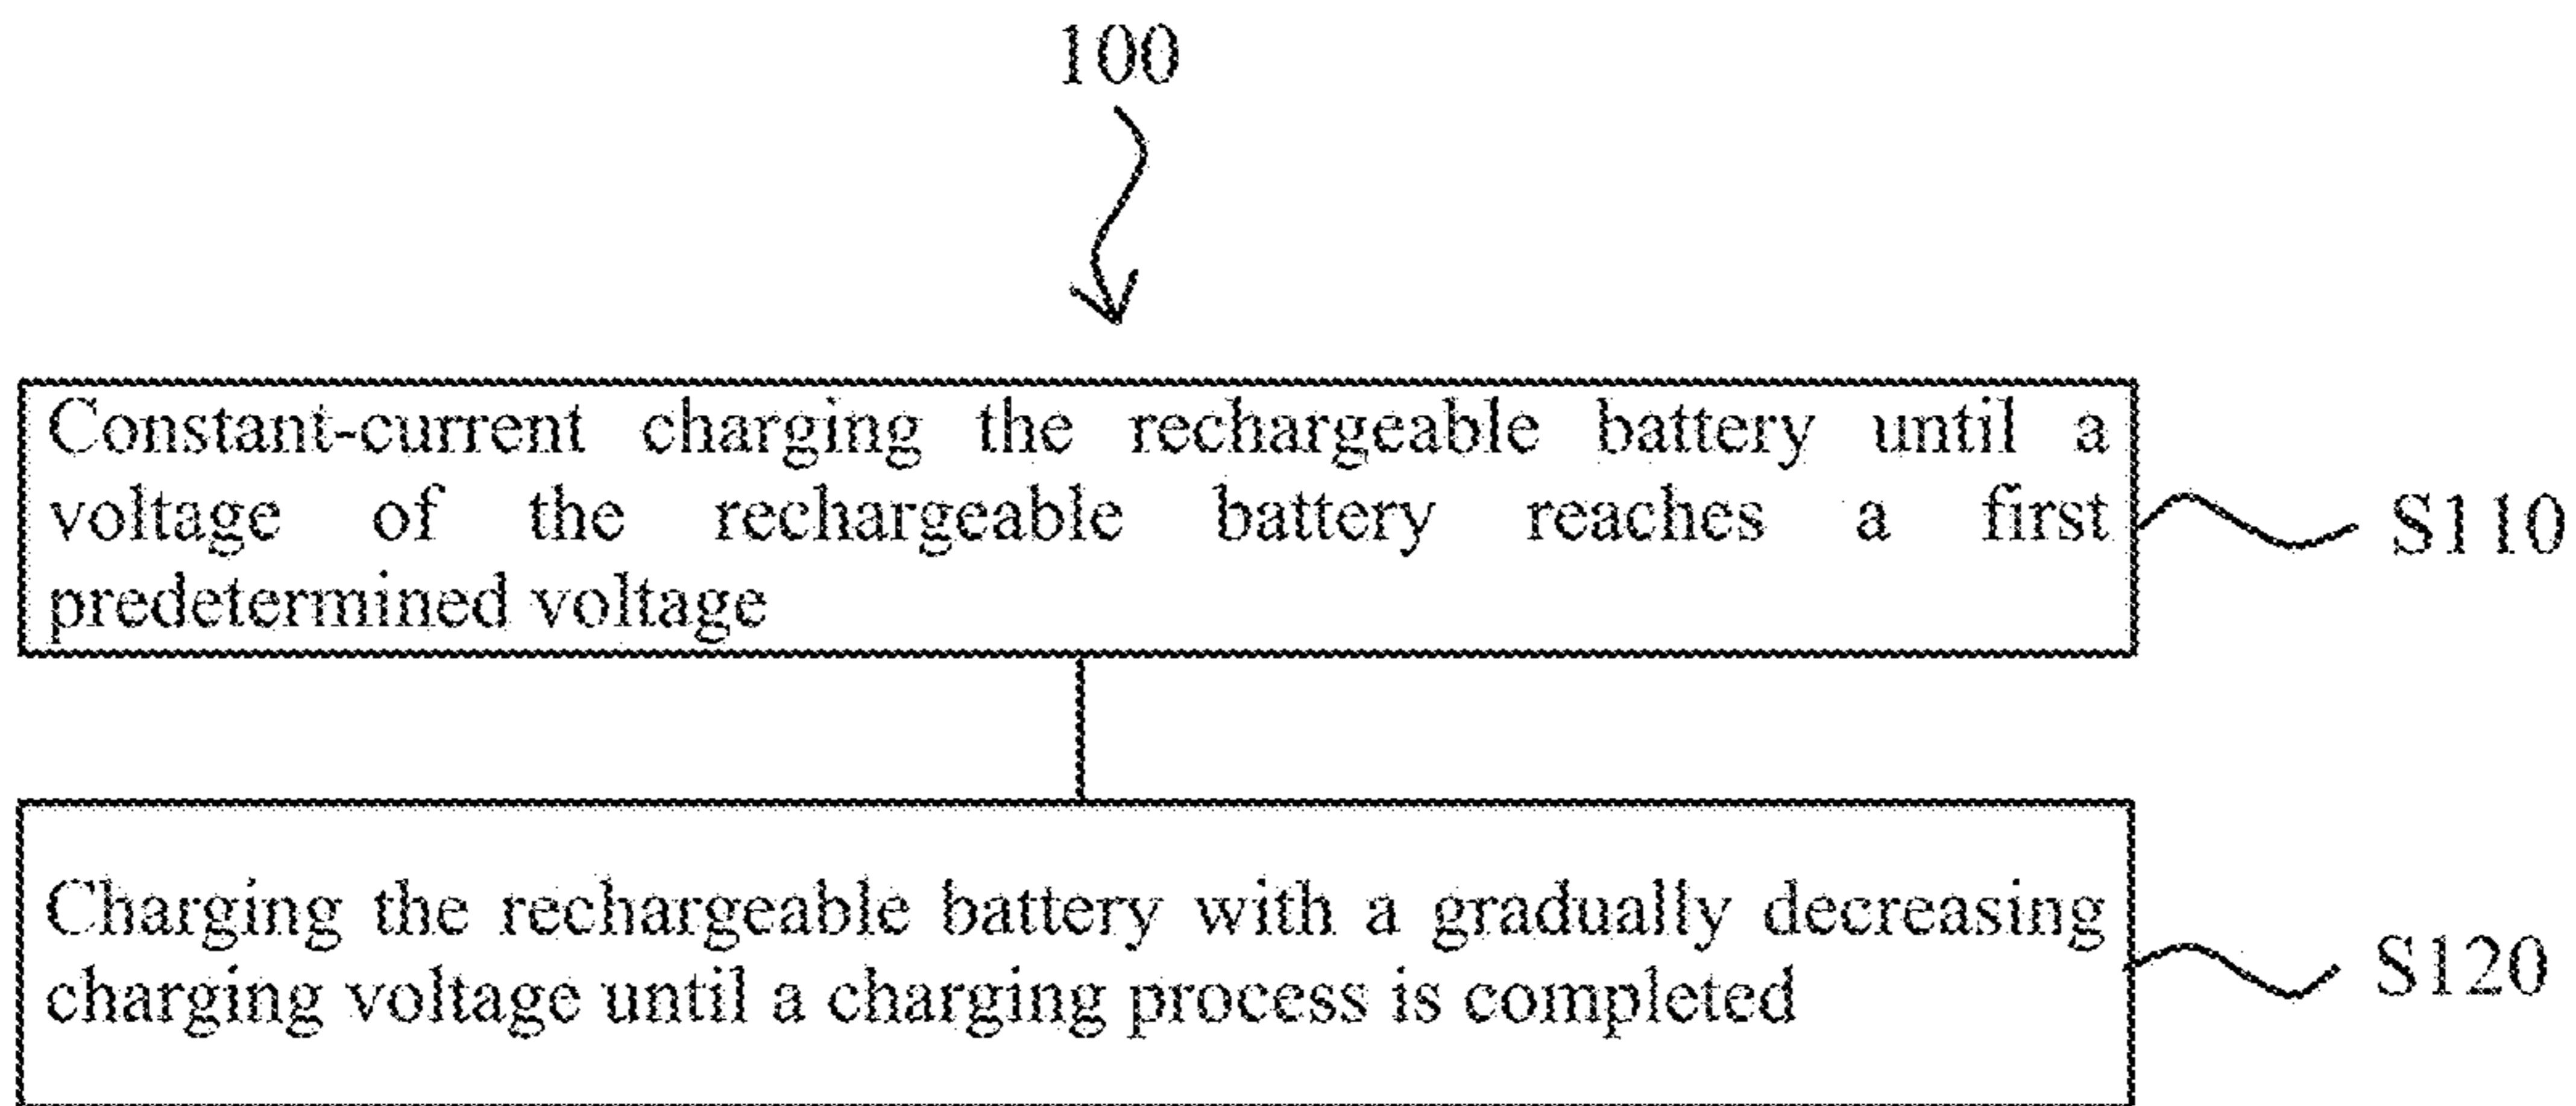 100
Constant-current charging the rechargeable battery until a
voltage of the rechargeable battery reaches a first
predetermined voltage
S110
Charging the rechargeable battery with a gradually decreasing
charging voltage until a charging process is completed
S120